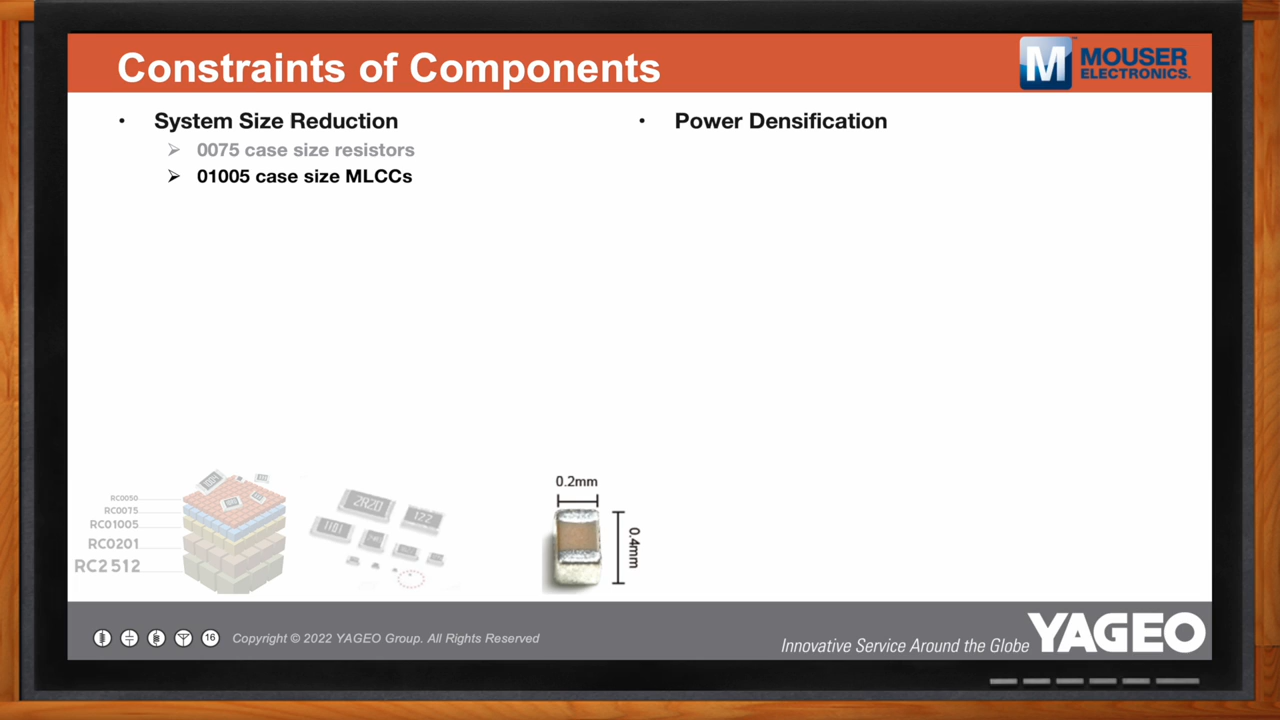 Constraints of Components
M MOUSER
ELECTRONICS.
• System Size Reduction
➢ 0075 case size resistors
➢ 01005 case size MLCCs
• Power Densification
RC0050
RC0075
RC01005
RC0201
RC2512
2R20
122
0.2mm
0.4mm
16
Copyright © 2022 YAGEO Group. All Rights Reserved
Innovative Service Around the Globe YAGEO